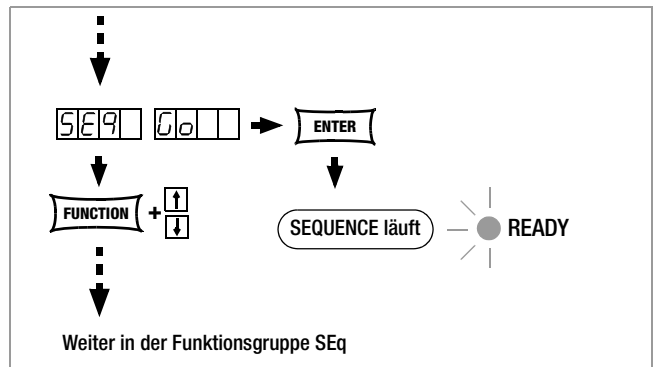 SEq Go ENTER
FUNCTION + ↑ ↓
SEQUENCE läuft READY
Weiter in der Funktionsgruppe SEq